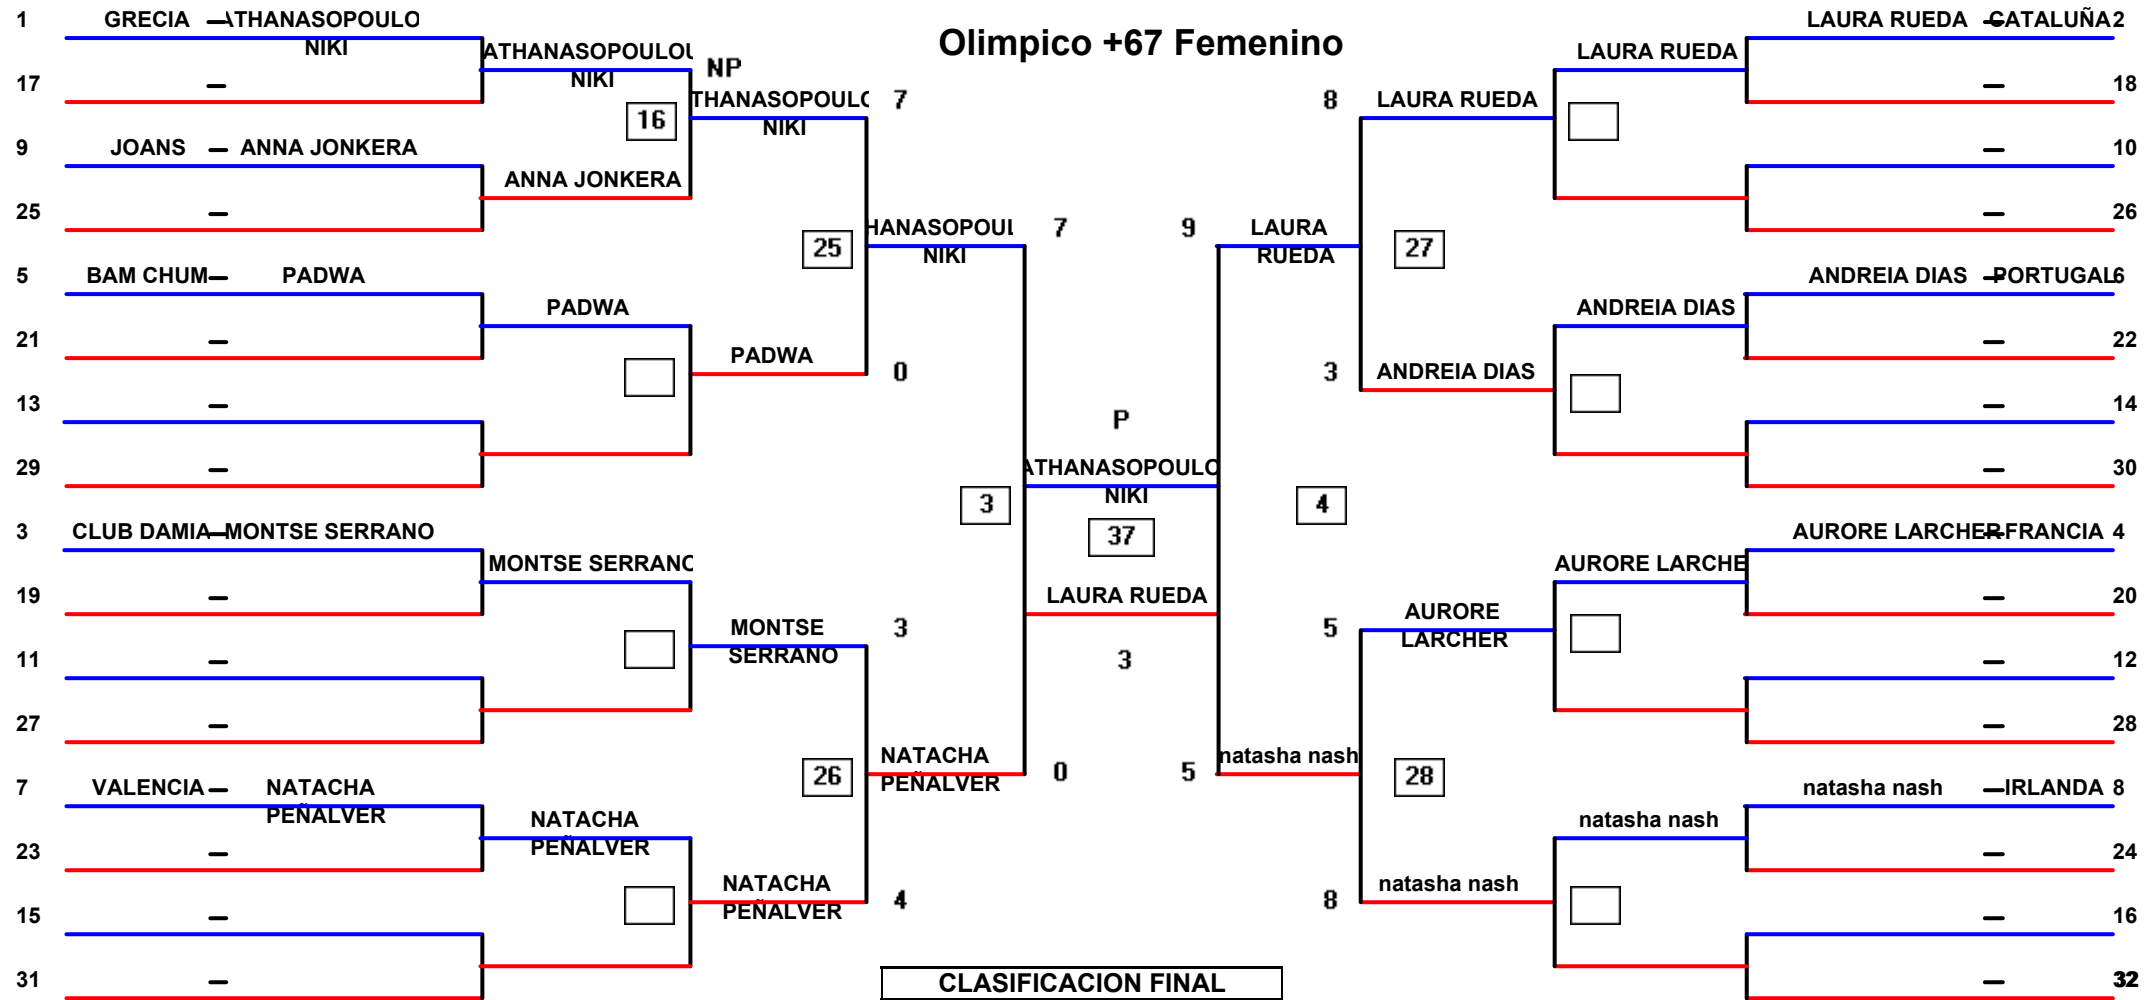 Olimpico +67 Femenino
1 GRECIA – ATHANASOPOULO
NIKI
17 –
9 JOANS – ANNA JONKERA
25 –
5 BAM CHUM – PADWA
21 –
13 –
29 –
3 CLUB DAMIA – MONTSE SERRANO
19 –
11 –
27 –
7 VALENCIA – NATACHA
PEÑALVER
23 –
15 –
31 –
ATHANASOPOULOU
NIKI
NP
16
ANNA JONKERA
PADWA
MONTSE SERRANO
NATACHA
PEÑALVER
THANASOPOULO
NIKI
7
25
PADWA
0
MONTSE
SERRANO
3
26
NATACHA
PEÑALVER
4
HANASOPOUL
NIKI
7
3
NATACHA
PEÑALVER
0
P
ATHANASOPOULO
NIKI
37
LAURA RUEDA
3
9
LAURA
RUEDA
4
5
natasha nash
8
LAURA RUEDA
27
3
ANDREIA DIAS
5
AURORE
LARCHER
28
8
natasha nash
LAURA RUEDA
ANDREIA DIAS
AURORE LARCHE
natasha nash
LAURA RUEDA – CATALUÑA 2
– 18
– 10
– 26
ANDREIA DIAS – PORTUGAL 6
– 22
– 14
– 30
AURORE LARCHER – FRANCIA 4
– 20
– 12
– 28
natasha nash – IRLANDA 8
– 24
– 16
– 32
CLASIFICACION FINAL